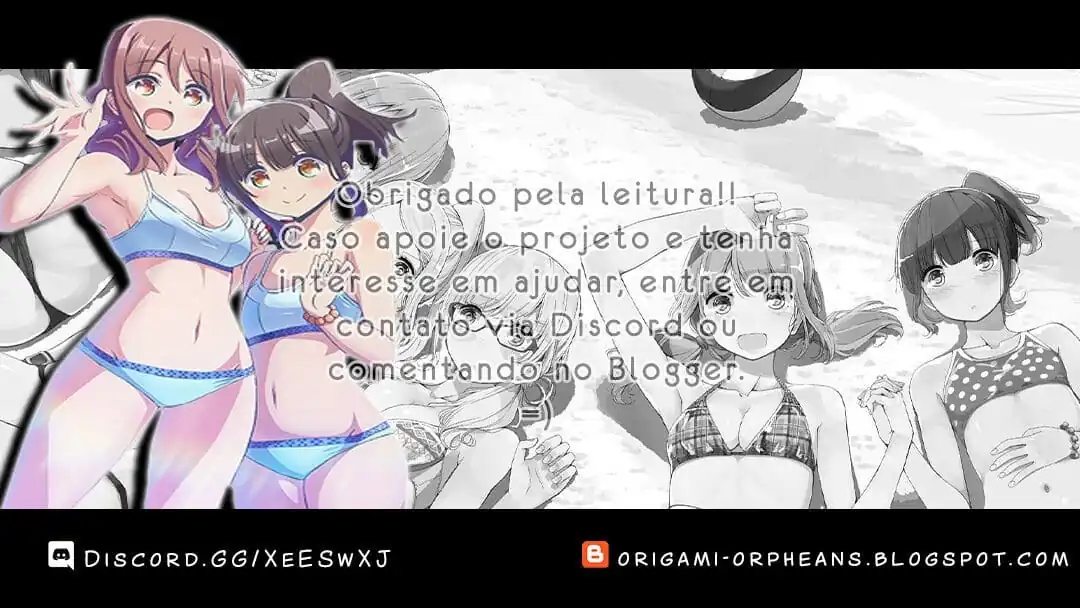 Obrigado pela leitura!!
Caso apoie o projeto e tenha
interesse em ajudar, entre em
contato via Discord ou
comentando no Blogger.
=)
Discord.GG/XeESwXJ
origami-orpheans.blogspot.com